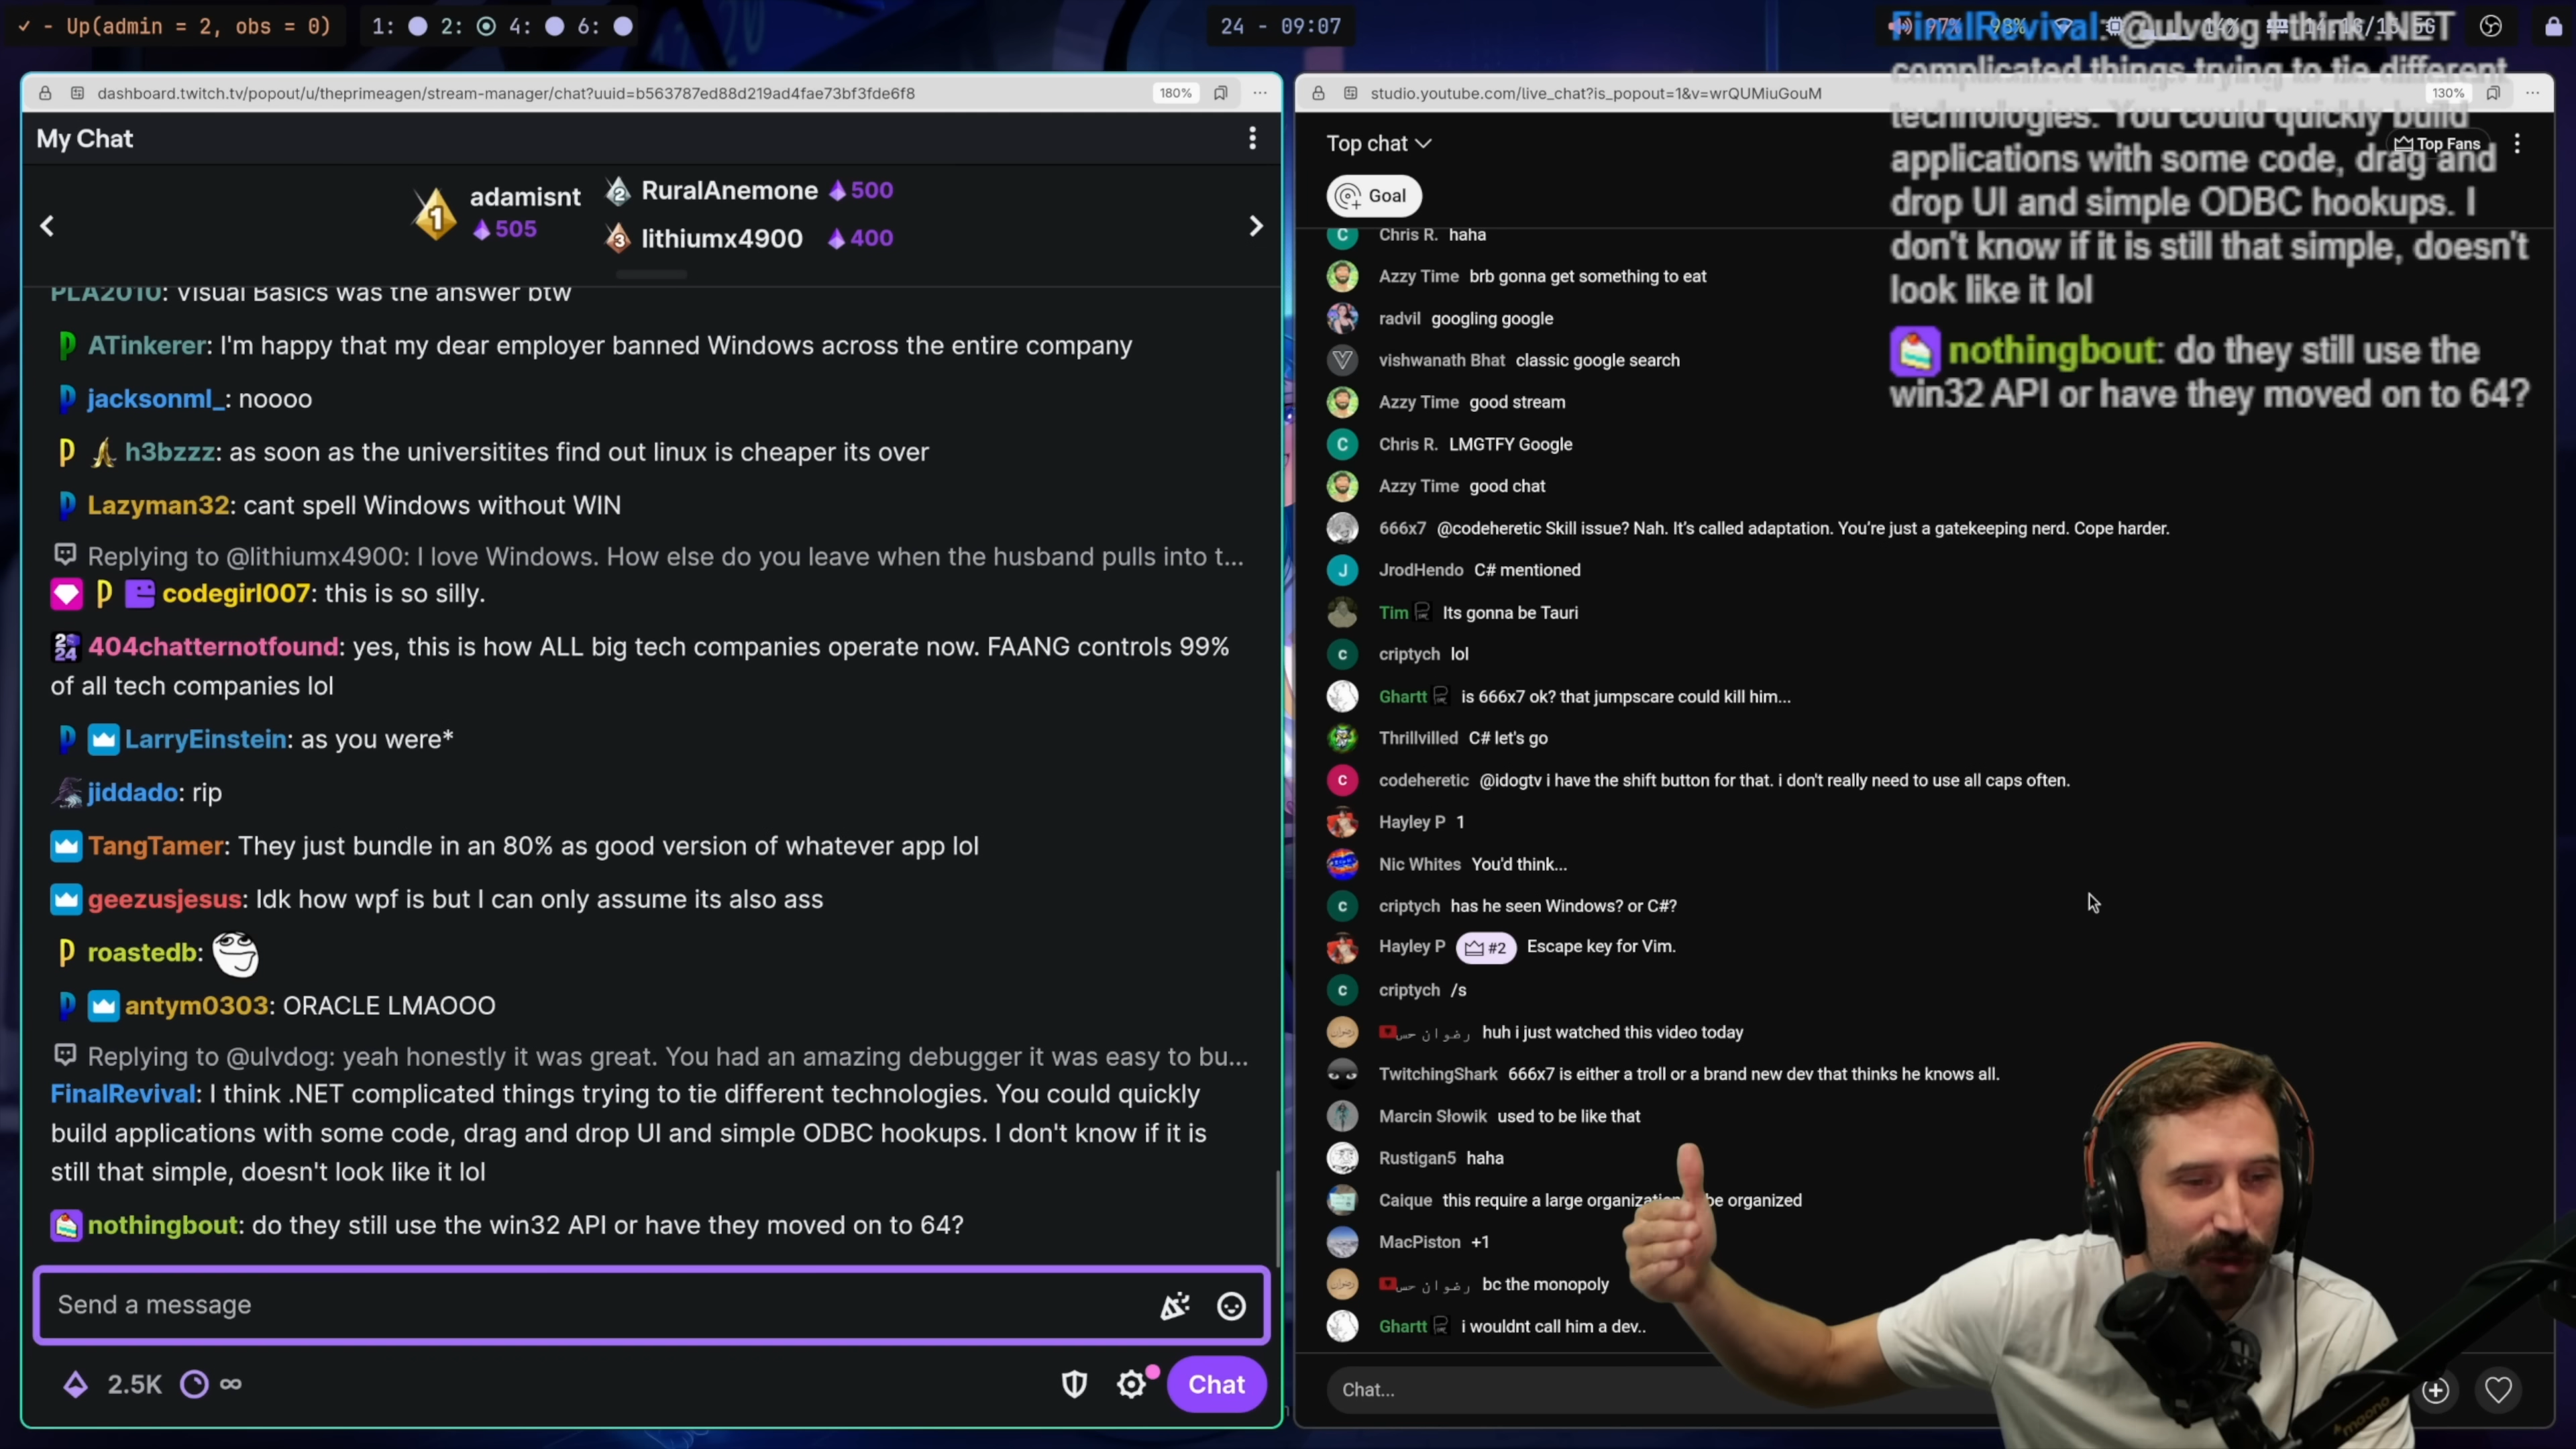 ✓ - Up(admin = 2, obs = 0)
1: 2: 4: 6:
24 - 09:07
97%
dashboard.twitch.tv/popout/u/theprimeagen/stream-manager/chat?uuid=b563787ed88d219ad4fae73bf3fde6f8
180%
My Chat
1 adamisnt 505
2 RuralAnemone 500
3 lithiumx4900 400
PLA2010: Visual Basics was the answer btw
ATinkerer: I'm happy that my dear employer banned Windows across the entire company
jacksonml_: noooo
h3bzzz: as soon as the universitites find out linux is cheaper its over
Lazyman32: cant spell Windows without WIN
Replying to @lithiumx4900: I love Windows. How else do you leave when the husband pulls into t...
codegirl007: this is so silly.
404chatternotfound: yes, this is how ALL big tech companies operate now. FAANG controls 99%
of all tech companies lol
LarryEinstein: as you were*
jiddado: rip
TangTamer: They just bundle in an 80% as good version of whatever app lol
geezusjesus: Idk how wpf is but I can only assume its also ass
roastedb:
antym0303: ORACLE LMAOOO
Replying to @ulvdog: yeah honestly it was great. You had an amazing debugger it was easy to bu...
FinalRevival: I think .NET complicated things trying to tie different technologies. You could quickly
build applications with some code, drag and drop UI and simple ODBC hookups. I don't know if it is
still that simple, doesn't look like it lol
nothingbout: do they still use the win32 API or have they moved on to 64?
Send a message
2.5K ∞
Chat
studio.youtube.com/live_chat?is_popout=1&v=wrQUMiuGouM
130%
Top chat
Top Fans
Goal
Chris R. haha
Azzy Time brb gonna get something to eat
radvil googling google
vishwanath Bhat classic google search
Azzy Time good stream
Chris R. LMGTFY Google
Azzy Time good chat
666x7 @codeheretic Skill issue? Nah. It's called adaptation. You're just a gatekeeping nerd. Cope harder.
JrodHendo C# mentioned
Tim Its gonna be Tauri
criptych lol
Ghartt is 666x7 ok? that jumpscare could kill him...
Thrillvilled C# let's go
codeheretic @idogtv i have the shift button for that. i don't really need to use all caps often.
Hayley P 1
Nic Whites You'd think...
criptych has he seen Windows? or C#?
Hayley P #2 Escape key for Vim.
criptych /s
رضوان حس huh i just watched this video today
TwitchingShark 666x7 is either a troll or a brand new dev that thinks he knows all.
Marcin Słowik used to be like that
Rustigan5 haha
Caique this require a large organization be organized
MacPiston +1
رضوان حس bc the monopoly
Ghartt i wouldnt call him a dev..
Chat...
FinalRevival: @ulvdog I think .NET
complicated things trying to tie different
technologies. You could quickly build
applications with some code, drag and
drop UI and simple ODBC hookups. I
don't know if it is still that simple, doesn't
look like it lol
nothingbout: do they still use the
win32 API or have they moved on to 64?
maono